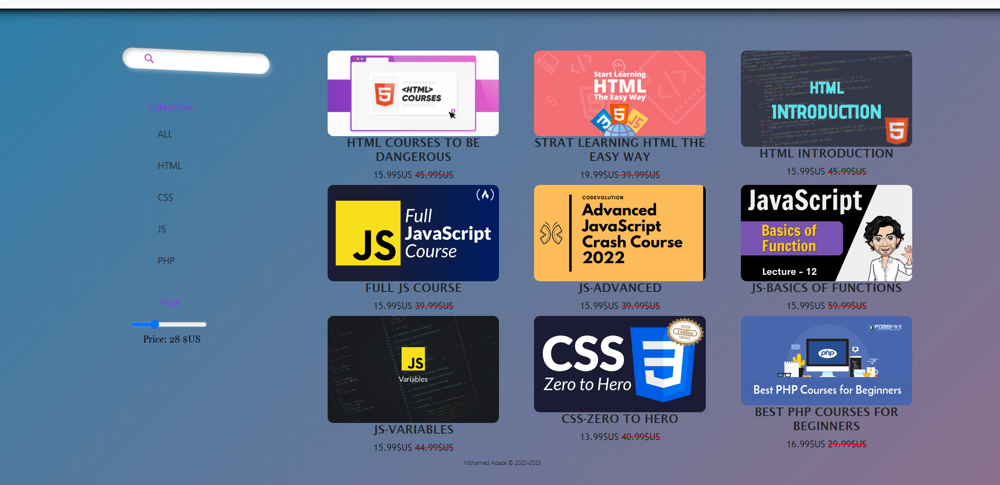 Categories
ALL
HTML
CSS
JS
PHP
Price
Price: 28 $US
<HTML>
COURSES
HTML COURSES TO BE
DANGEROUS
15.99$US 45.99$US
Start Learning
HTML
The Easy Way
STRAT LEARNING HTML THE
EASY WAY
19.99$US 39.99$US
HTML
INTRODUCTION
HTML INTRODUCTION
15.99$US 45.99$US
JS
Full
JavaScript
Course
FULL JS COURSE
15.99$US 39.99$US
CODEVOLUTION
Advanced
JavaScript
Crash Course
2022
JS-ADVANCED
15.99$US 39.99$US
JavaScript
Basics of
Function
Lecture - 12
JS-BASICS OF FUNCTIONS
15.99$US 59.99$US
JS
Variables
JS-VARIABLES
15.99$US 44.99$US
OVER
1 Million
VIEWS
CSS
Zero to Hero
CSS-ZERO TO HERO
13.99$US 40.99$US
FOSSMint
php
Best PHP Courses for Beginners
BEST PHP COURSES FOR
BEGINNERS
16.99$US 29.99$US
Mohamed Adaze © 2022-2023